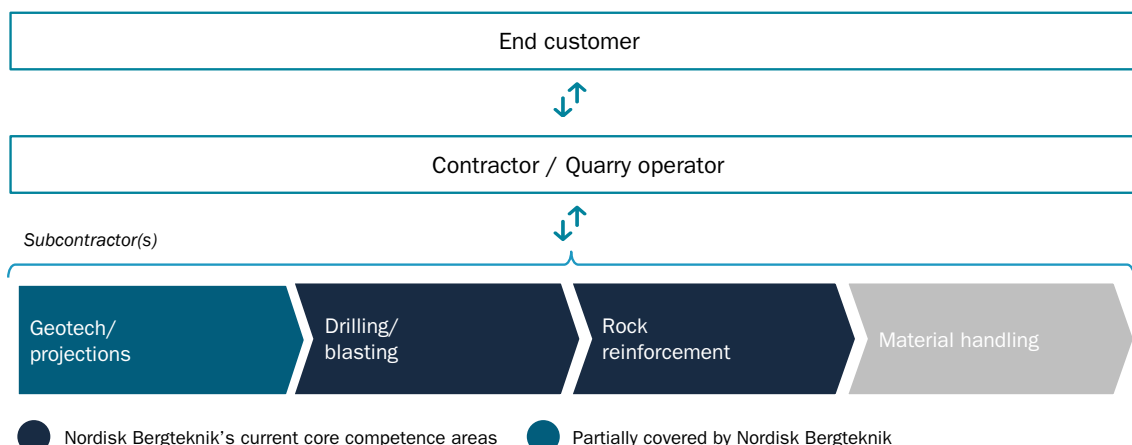 End customer
Contractor / Quarry operator
Subcontractor(s)
Geotech/
projections
Drilling/
blasting
Rock
reinforcement
Material handling
Nordisk Bergteknik's current core competence areas
Partially covered by Nordisk Bergteknik